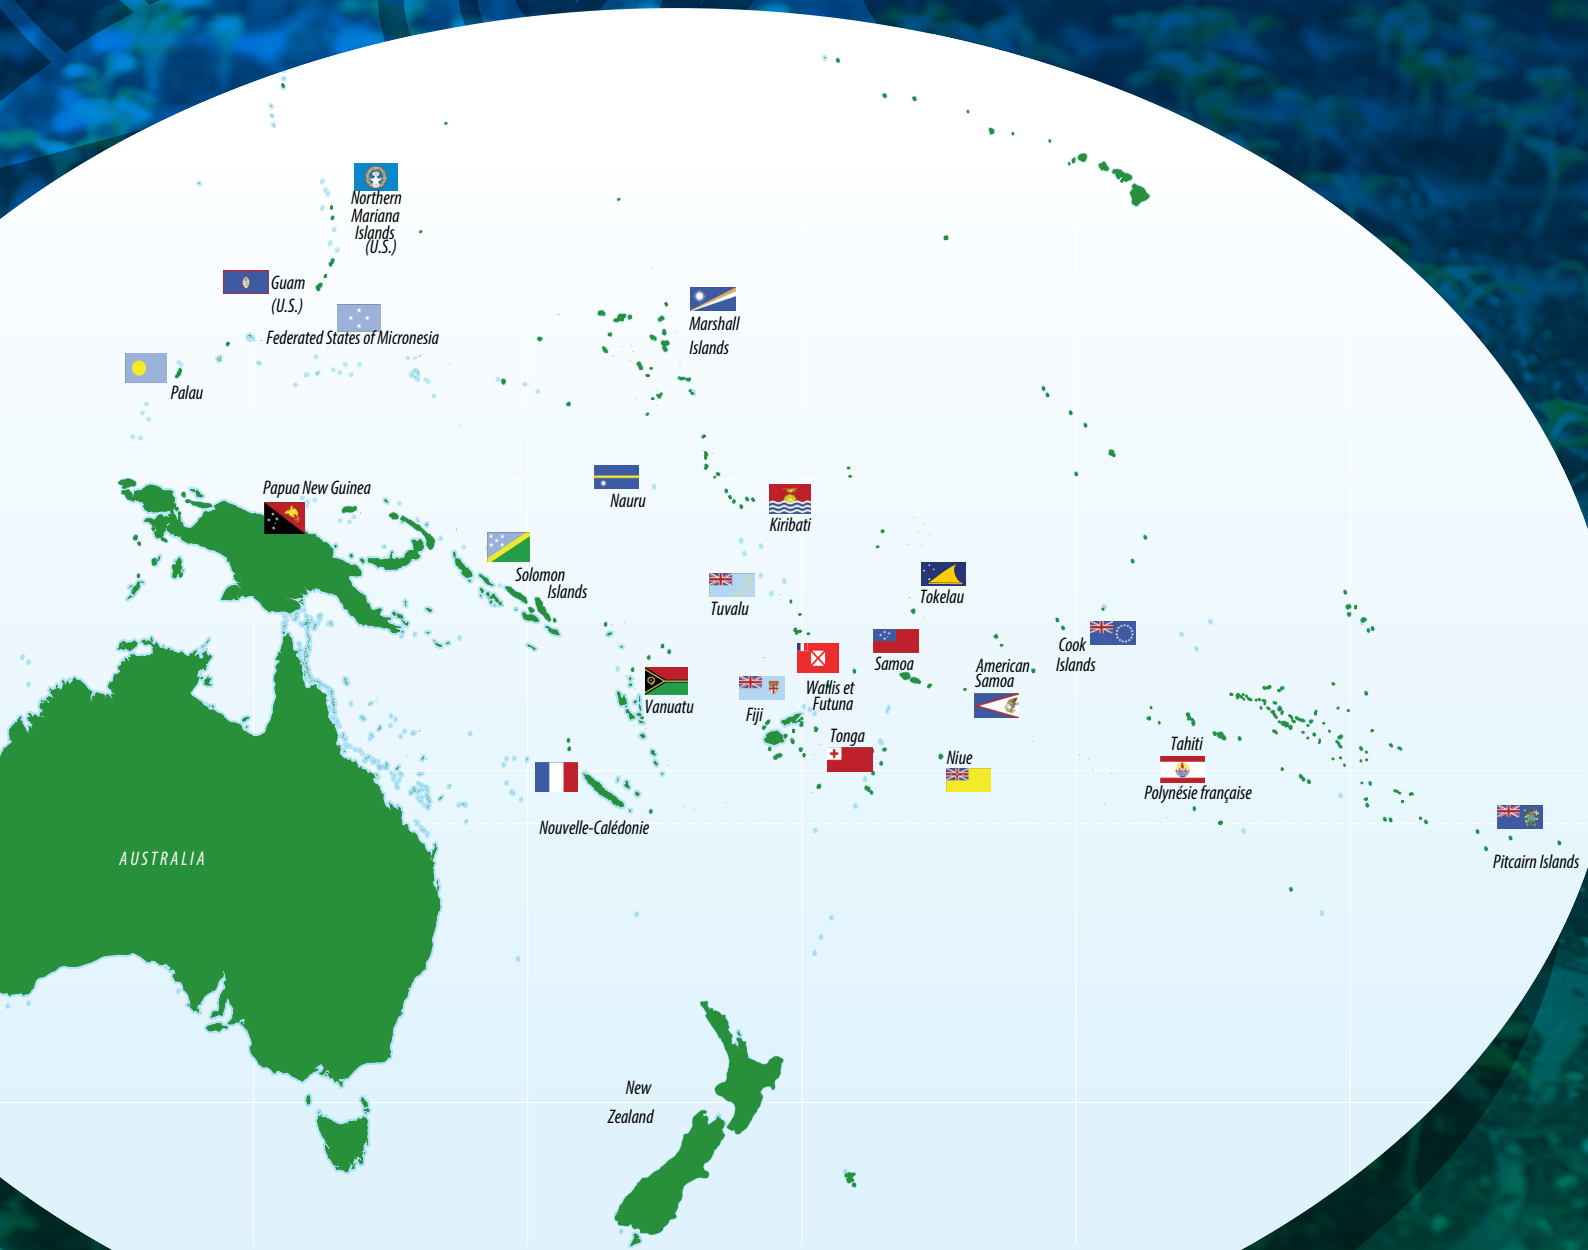 Northern
Mariana
Islands
(U.S.)
Guam
(U.S.)
Federated States of Micronesia
Marshall
Islands
Palau
Papua New Guinea
Nauru
Kiribati
Solomon
Islands
Tuvalu
Tokelau
Cook
Islands
Samoa
American
Samoa
Wallis et
Futuna
Vanuatu
Fiji
Tonga
Niue
Tahiti
Polynésie française
Nouvelle-Calédonie
Pitcairn Islands
AUSTRALIA
New
Zealand